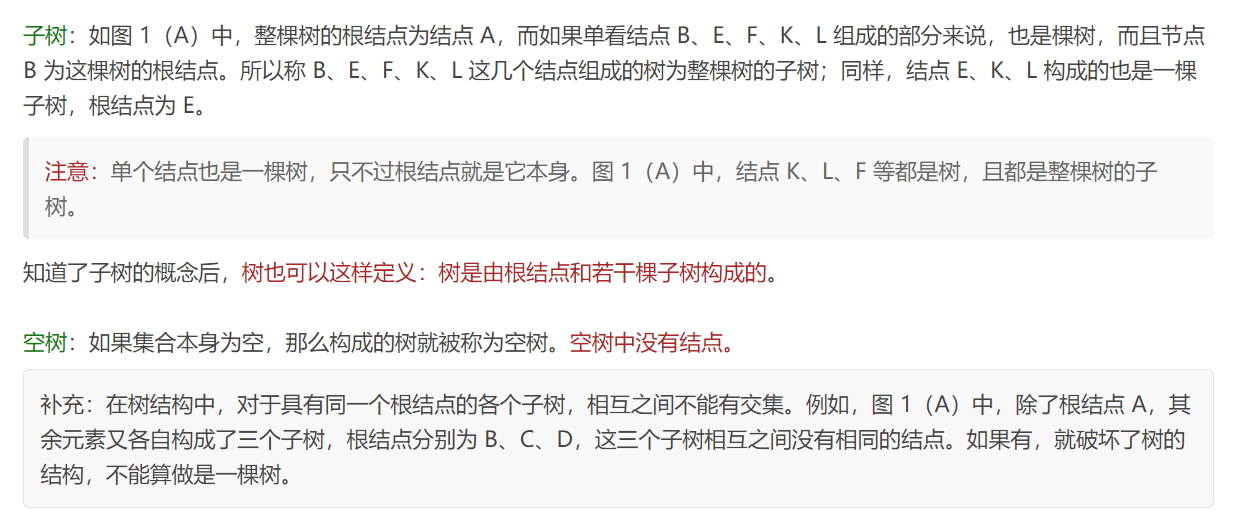 子树：如图 1（A）中，整棵树的根结点为结点 A，而如果单看结点 B、E、F、K、L 组成的部分来说，也是棵树，而且节点
B 为这棵树的根结点。所以称 B、E、F、K、L 这几个结点组成的树为整棵树的子树；同样，结点 E、K、L 构成的也是一棵
子树，根结点为 E。
注意：单个结点也是一棵树，只不过根结点就是它本身。图 1（A）中，结点 K、L、F 等都是树，且都是整棵树的子
树。
知道了子树的概念后，树也可以这样定义：树是由根结点和若干棵子树构成的。
空树：如果集合本身为空，那么构成的树就被称为空树。空树中没有结点。
补充：在树结构中，对于具有同一个根结点的各个子树，相互之间不能有交集。例如，图 1（A）中，除了根结点 A，其
余元素又各自构成了三个子树，根结点分别为 B、C、D，这三个子树相互之间没有相同的结点。如果有，就破坏了树的
结构，不能算做是一棵树。